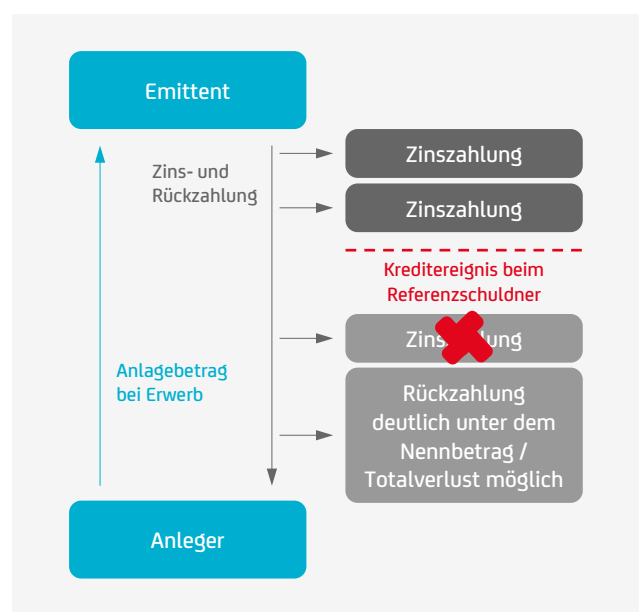 Emittent
Zins- und
Rückzahlung
Zinszahlung
Zinszahlung
Kreditereignis beim
Referenzschuldner
Anlagebetrag
bei Erwerb
Rückzahlung
deutlich unter dem
Nennbetrag /
Totalverlust möglich
Anleger